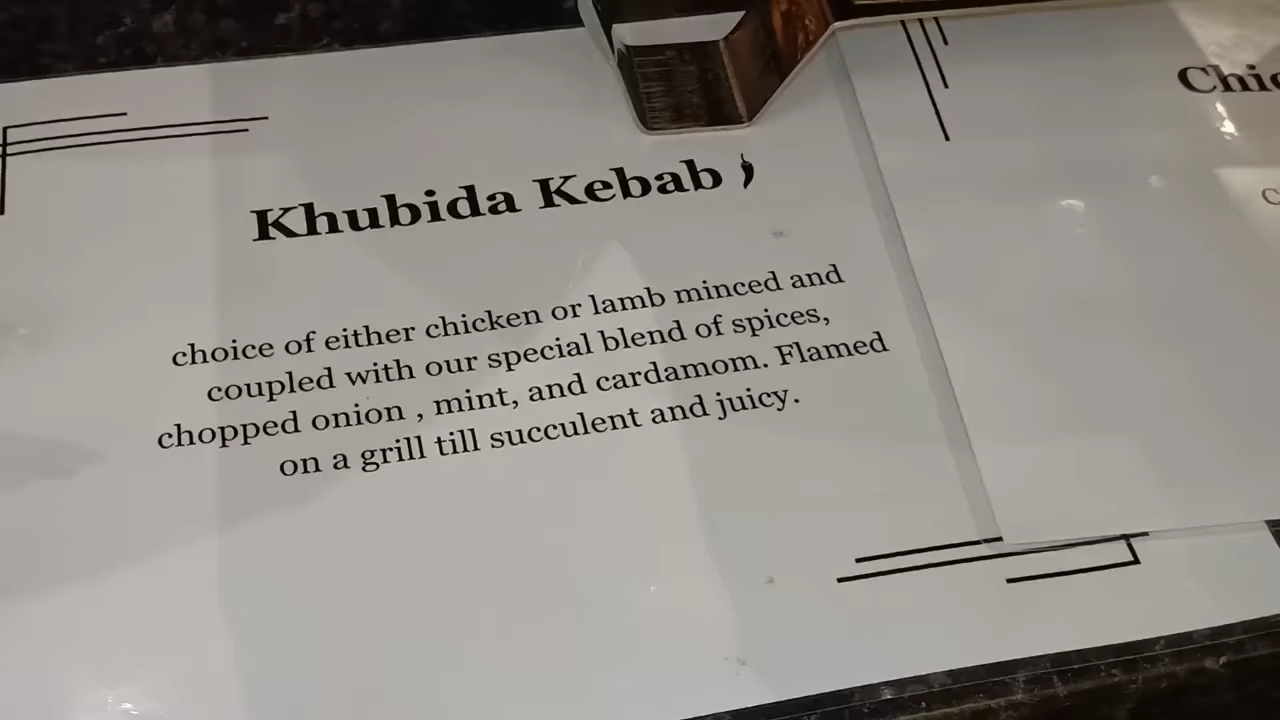 Khubida Kebab
choice of either chicken or lamb minced and
coupled with our special blend of spices,
chopped onion , mint, and cardamom. Flamed
on a grill till succulent and juicy.